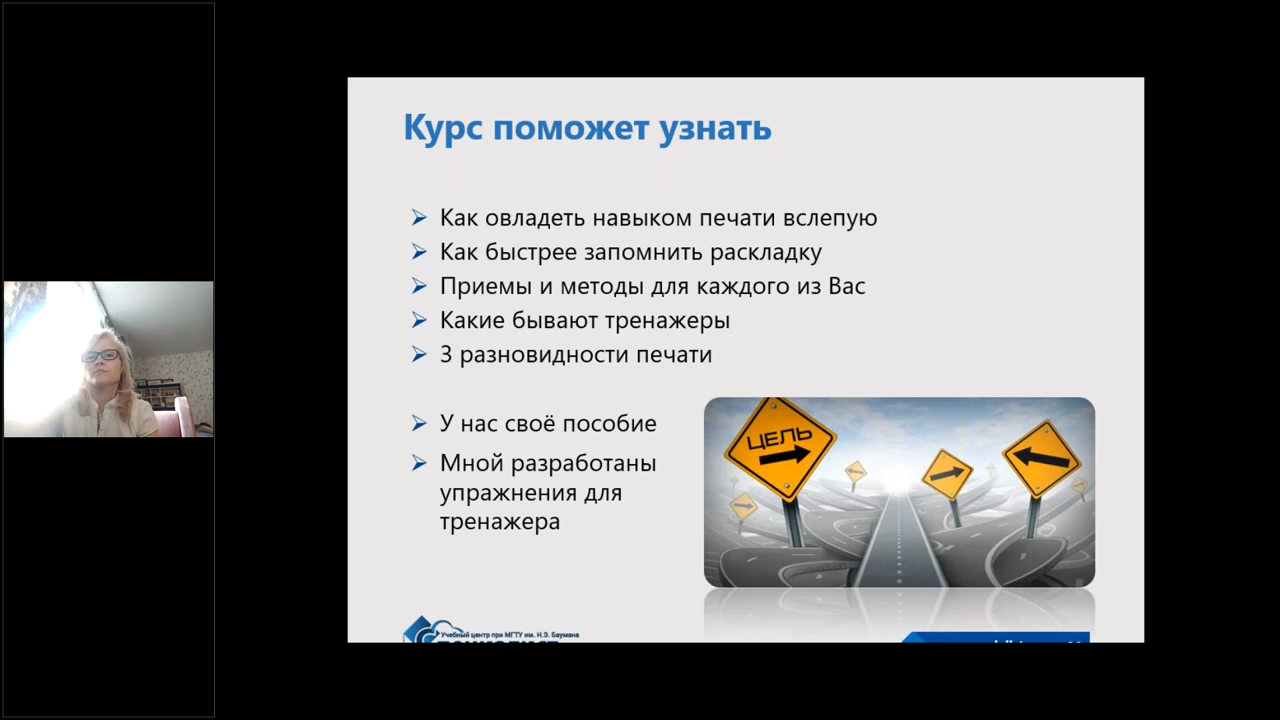 Курс поможет узнать
Как овладеть навыком печати вслепую
Как быстрее запомнить раскладку
Приемы и методы для каждого из Вас
Какие бывают тренажеры
3 разновидности печати
У нас своё пособие
Мной разработаны
упражнения для
тренажера
ЦЕЛЬ
Учебный центр при МГТУ им. Н.Э. Баумана